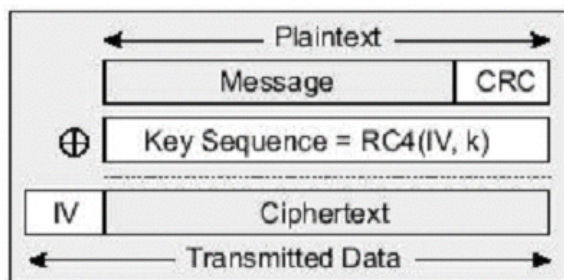 Plaintext
Message CRC
⊕ Key Sequence = RC4(IV, k)
IV Ciphertext
Transmitted Data